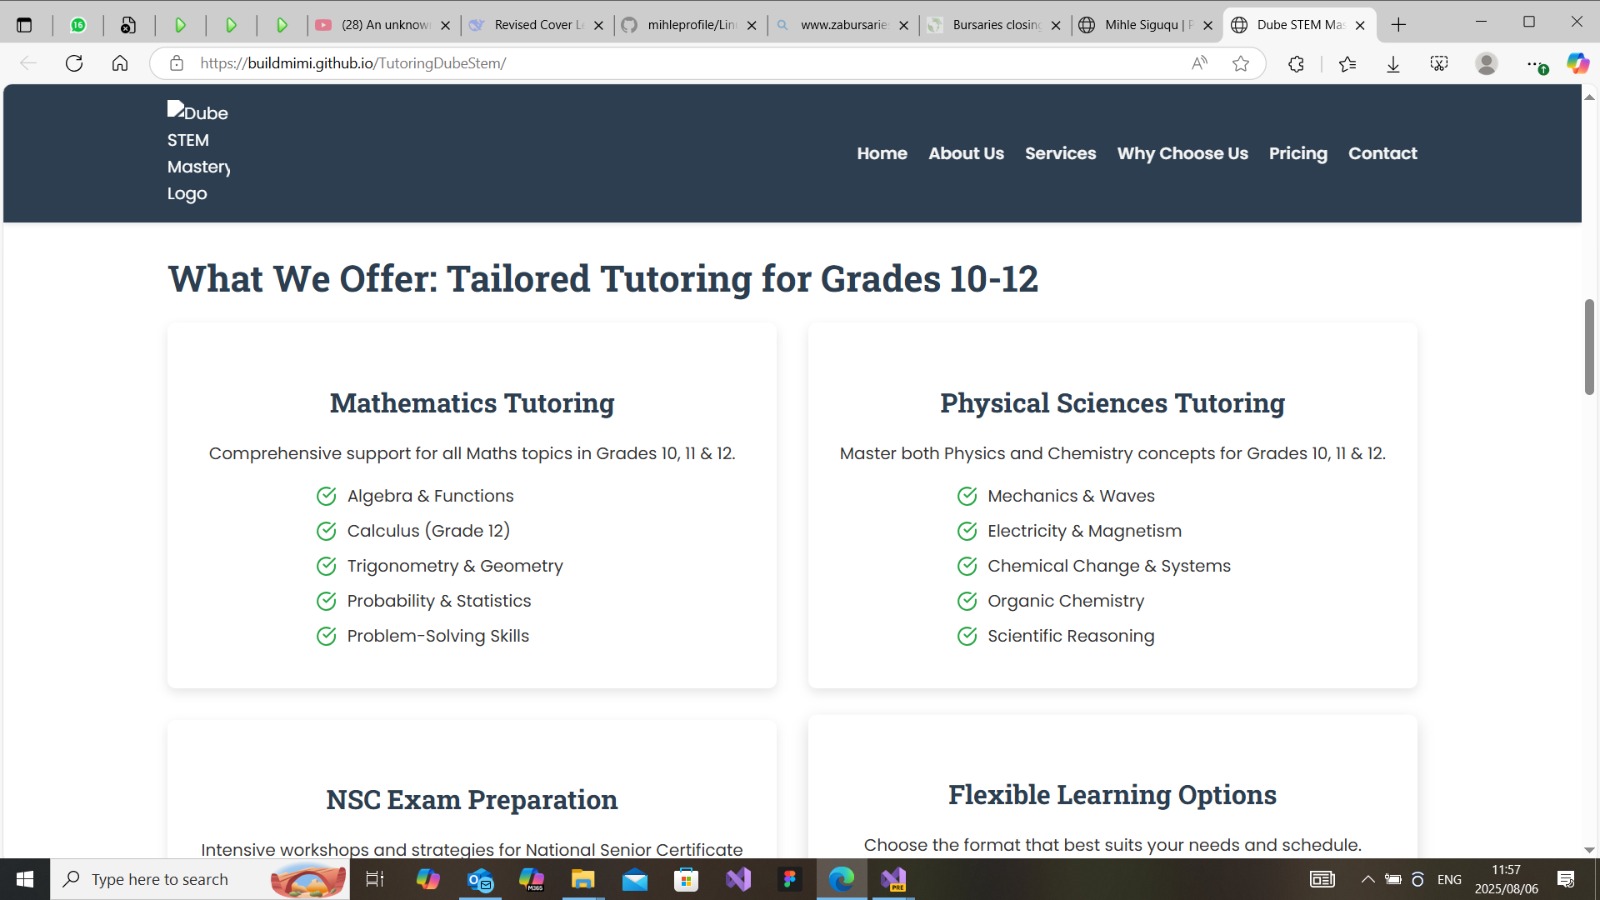 16
(28) An unknow
Revised Cover L
mihleprofile/Lin
www.zabursarie
Bursaries closing
Mihle Siguqu | P
Dube STEM Mas
https://buildmimi.github.io/TutoringDubeStem/
Dube
STEM
Mastery
Logo
Home
About Us
Services
Why Choose Us
Pricing
Contact
What We Offer: Tailored Tutoring for Grades 10-12
Mathematics Tutoring
Comprehensive support for all Maths topics in Grades 10, 11 & 12.
Algebra & Functions
Calculus (Grade 12)
Trigonometry & Geometry
Probability & Statistics
Problem-Solving Skills
Physical Sciences Tutoring
Master both Physics and Chemistry concepts for Grades 10, 11 & 12.
Mechanics & Waves
Electricity & Magnetism
Chemical Change & Systems
Organic Chemistry
Scientific Reasoning
NSC Exam Preparation
Intensive workshops and strategies for National Senior Certificate
Flexible Learning Options
Choose the format that best suits your needs and schedule.
Type here to search
M365
PRE
ENG
11:57
2025/08/06